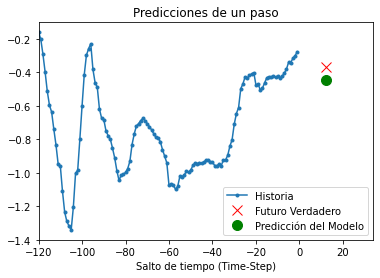 Predicciones de un paso
−0.2
−0.4
−0.6
−0.8
−1.0
−1.2
−1.4
−120 −100 −80 −60 −40 −20 0 20
Salto de tiempo (Time-Step)
Historia
Futuro Verdadero
Predicción del Modelo